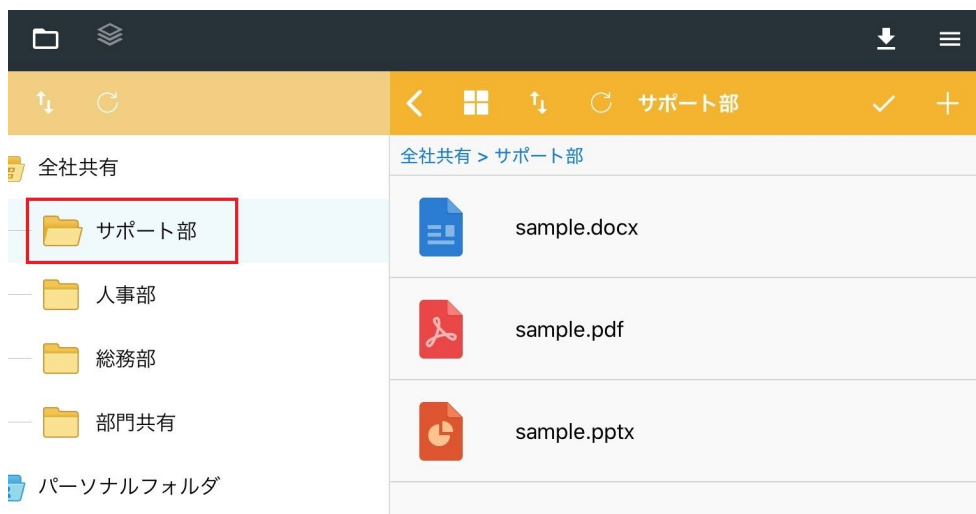 サポート部
全社共有
サポート部
人事部
総務部
部門共有
パーソナルフォルダ
全社共有 > サポート部
sample.docx
sample.pdf
sample.pptx